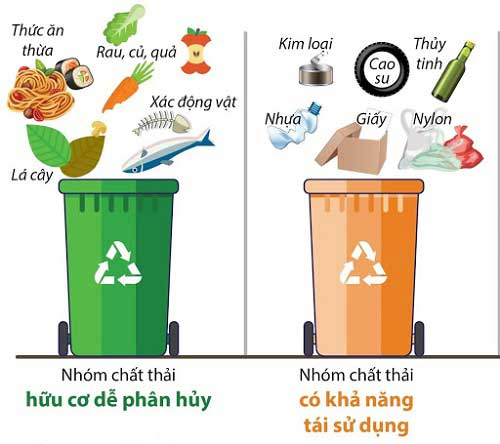 Thức ăn
thừa
Rau, củ, quả
Xác động vật
Lá cây
Nhóm chất thải
hữu cơ dễ phân hủy
Kim loại
Cao
su
Thủy
tinh
Nhựa
Giấy
Nylon
Nhóm chất thải
có khả năng
tái sử dụng